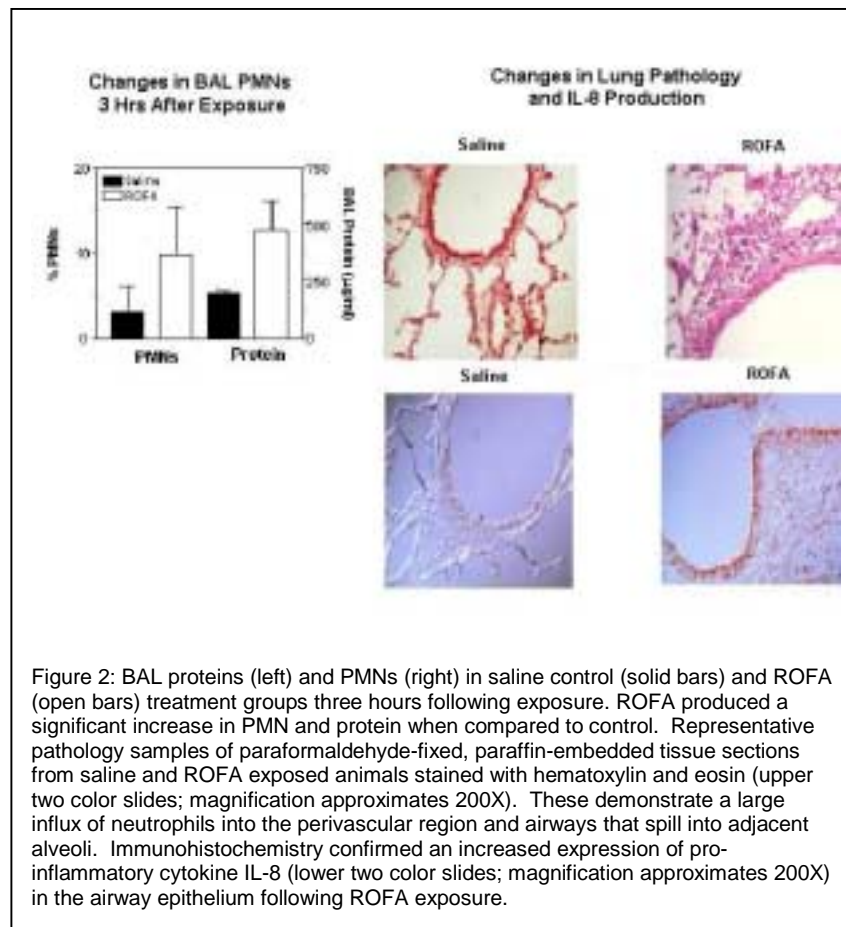 Changes in BAL PMNs
3 Hrs After Exposure
Changes in Lung Pathology
and IL-8 Production
Saline
ROFA
20
10
0
% PMNs
Saline
ROFA
750
500
250
0
BAL Protein (µg/ml)
PMNs
Protein
Saline
ROFA
Figure 2: BAL proteins (left) and PMNs (right) in saline control (solid bars) and ROFA
(open bars) treatment groups three hours following exposure. ROFA produced a
significant increase in PMN and protein when compared to control. Representative
pathology samples of paraformaldehyde-fixed, paraffin-embedded tissue sections
from saline and ROFA exposed animals stained with hematoxylin and eosin (upper
two color slides; magnification approximates 200X). These demonstrate a large
influx of neutrophils into the perivascular region and airways that spill into adjacent
alveoli. Immunohistochemistry confirmed an increased expression of pro-
inflammatory cytokine IL-8 (lower two color slides; magnification approximates 200X)
in the airway epithelium following ROFA exposure.